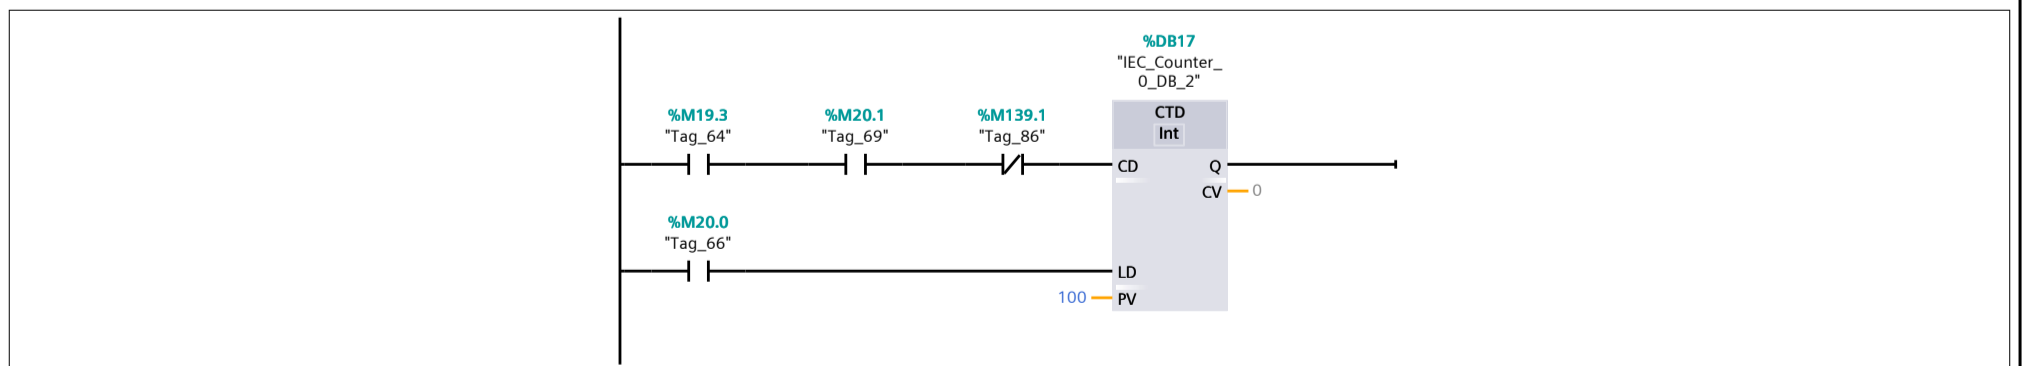 %DB17
"IEC_Counter_
0_DB_2"
%M19.3
"Tag_64"
%M20.1
"Tag_69"
%M139.1
"Tag_86"
CTD
Int
CD
Q
CV
0
%M20.0
"Tag_66"
LD
100
PV